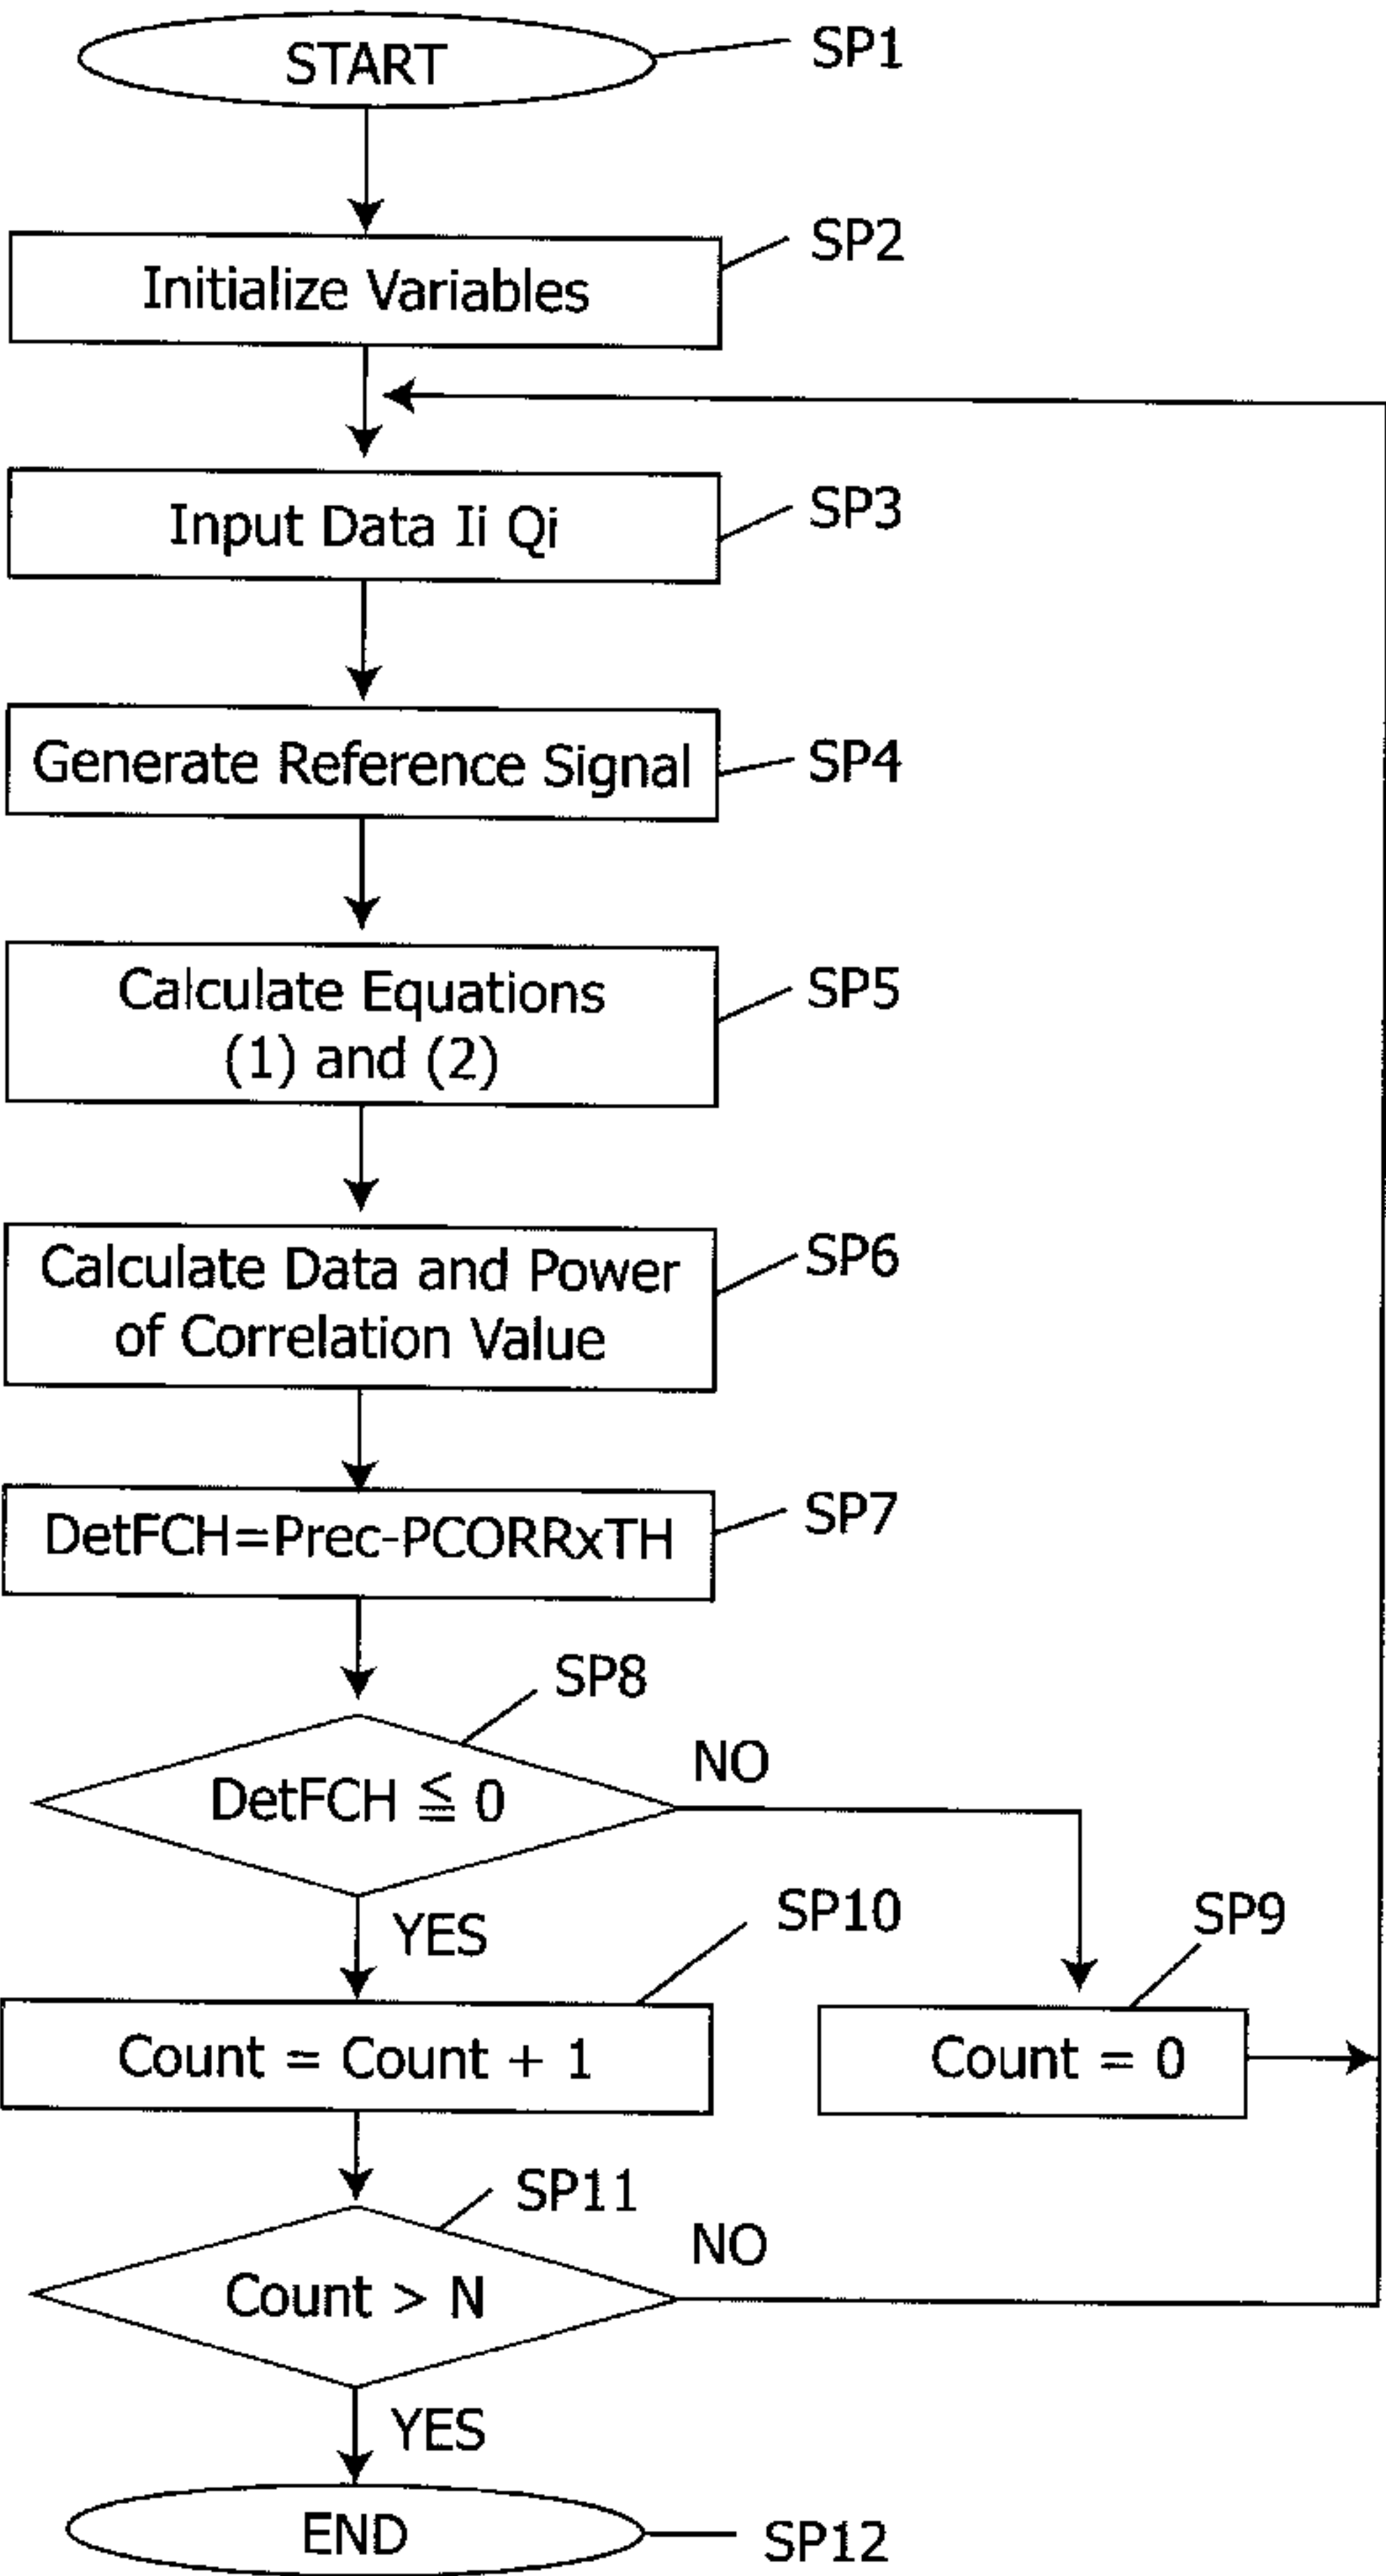 START
SP1
Initialize Variables
SP2
Input Data Ii Qi
SP3
Generate Reference Signal
SP4
Calculate Equations
(1) and (2)
SP5
Calculate Data and Power
of Correlation Value
SP6
DetFCH=Prec-PCORRxTH
SP7
SP8
DetFCH ≦ 0
NO
YES
SP10
SP9
Count = Count + 1
Count = 0
SP11
Count > N
NO
YES
END
SP12